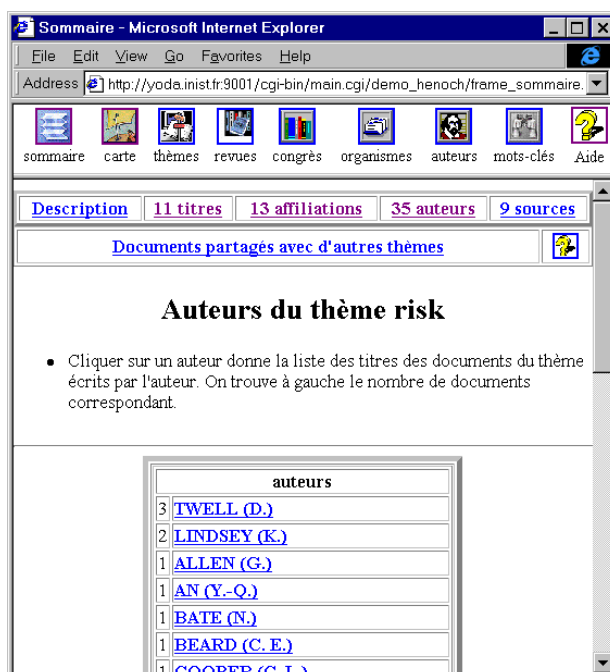 Sommaire - Microsoft Internet Explorer
File Edit View Go Favorites Help
Address http://yoda.inist.fr:9001/cgi-bin/main.cgi/demo_henoch/frame_sommaire.
sommaire carte thèmes revues congrès organismes auteurs mots-clés Aide
Description 11 titres 13 affiliations 35 auteurs 9 sources
Documents partagés avec d'autres thèmes
Auteurs du thème risk
• Cliquer sur un auteur donne la liste des titres des documents du thème
écrits par l'auteur. On trouve à gauche le nombre de documents
correspondant.
auteurs
3 TWELL (D.)
2 LINDSEY (K.)
1 ALLEN (G.)
1 AN (Y.-Q.)
1 BATE (N.)
1 BEARD (C. E.)
1 COOPER (C. L.)